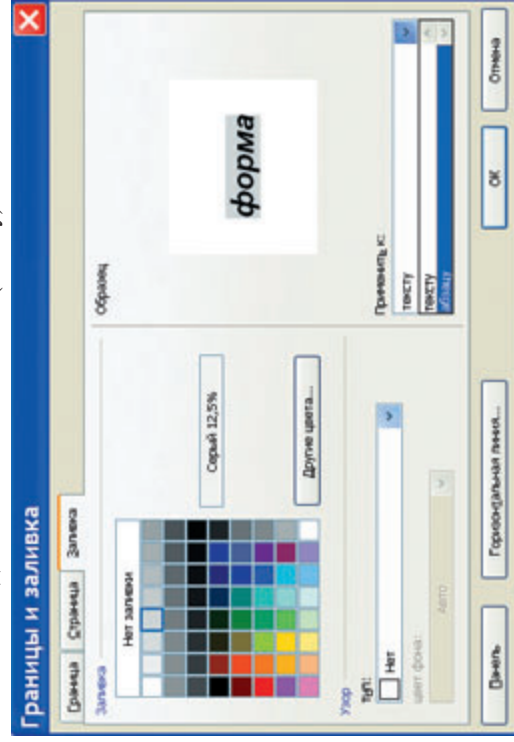 Границы и заливка
Граница
Страница
Заливка
Заливка
Нет заливки
Серый 12,5%
Другие цвета...
Узор
тип:
Нет
цвет фона:
Авто
Образец
форма
Применить к:
тексту
тексту
абзацу
Панель
Горизонтальная линия...
ОК
Отмена